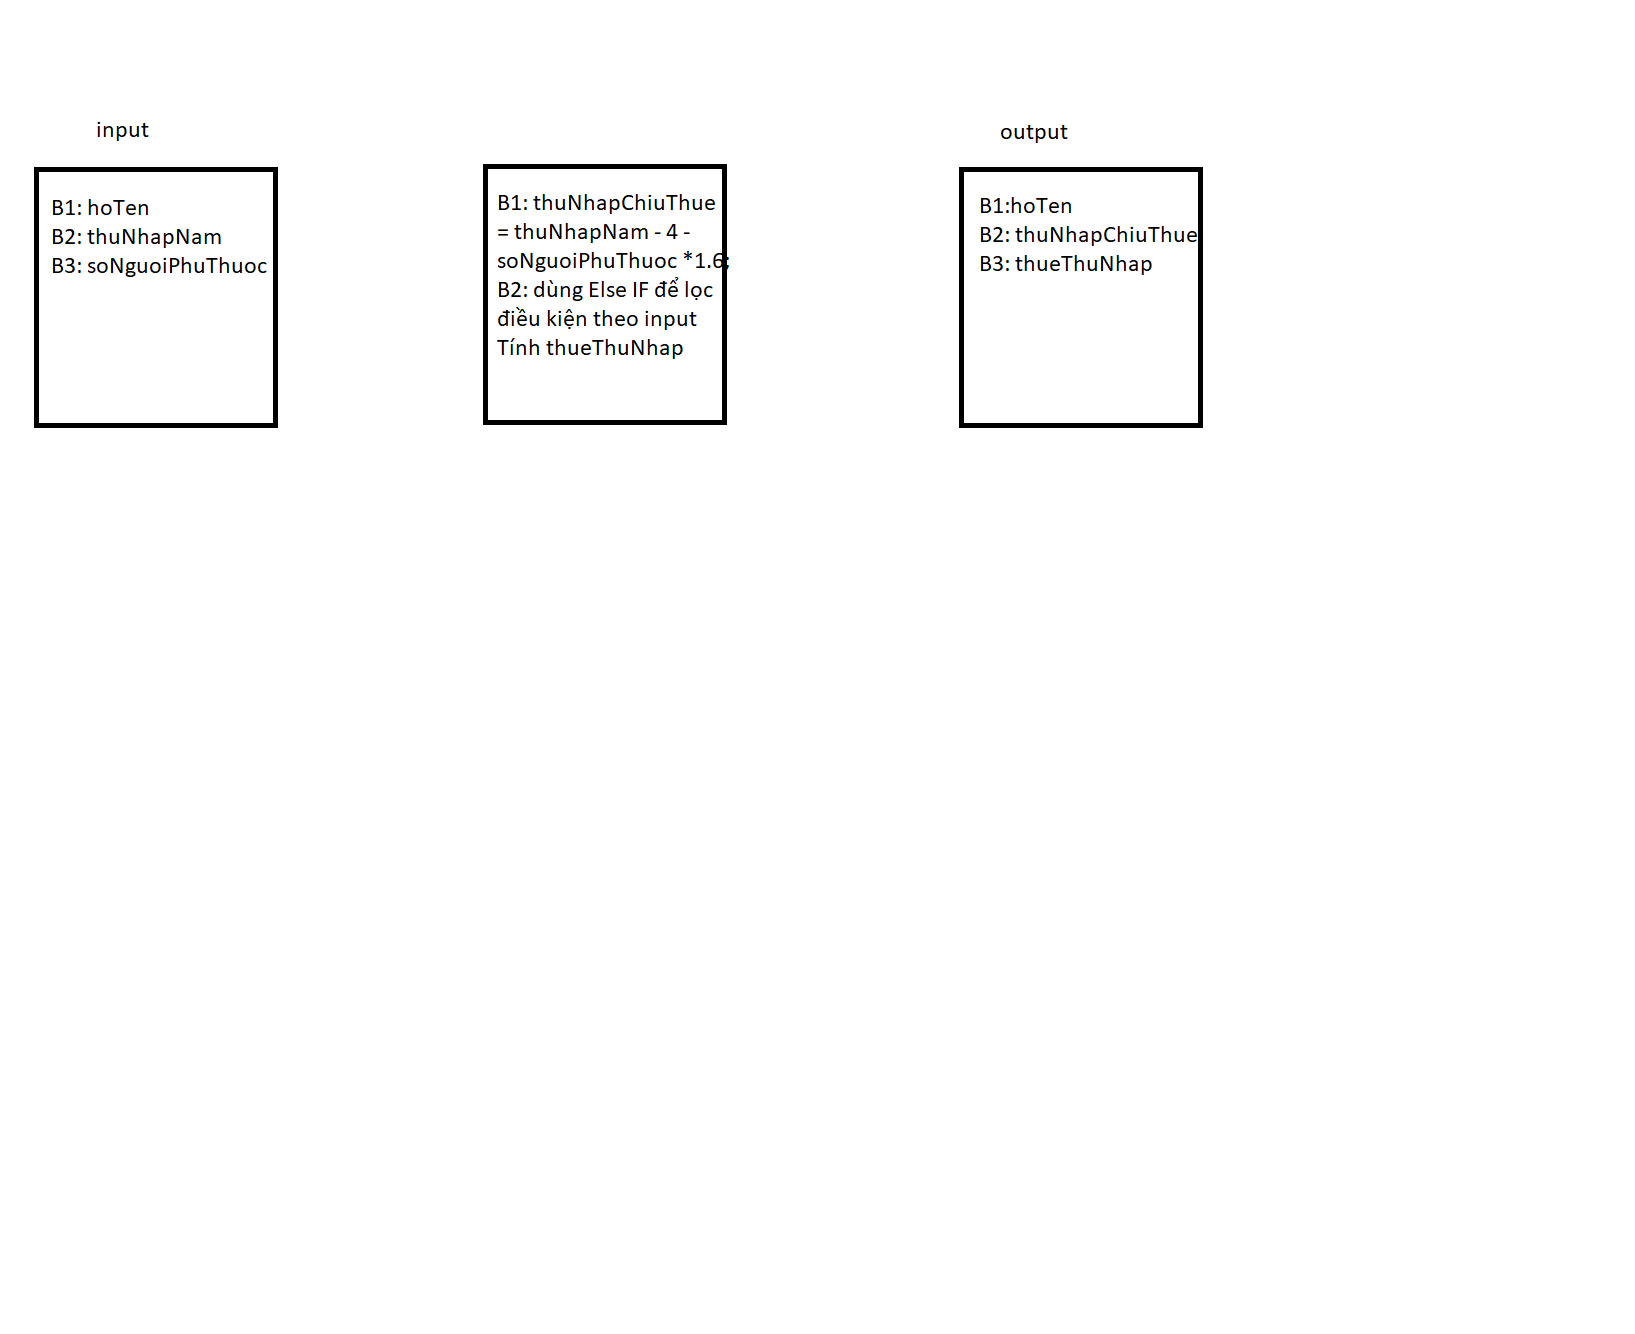 input
B1: hoTen
B2: thuNhapNam
B3: soNguoiPhuThuoc
B1: thuNhapChiuThue
= thuNhapNam - 4 -
soNguoiPhuThuoc *1.6;
B2: dùng Else IF để lọc
điều kiện theo input
Tính thueThuNhap
output
B1:hoTen
B2: thuNhapChiuThue
B3: thueThuNhap